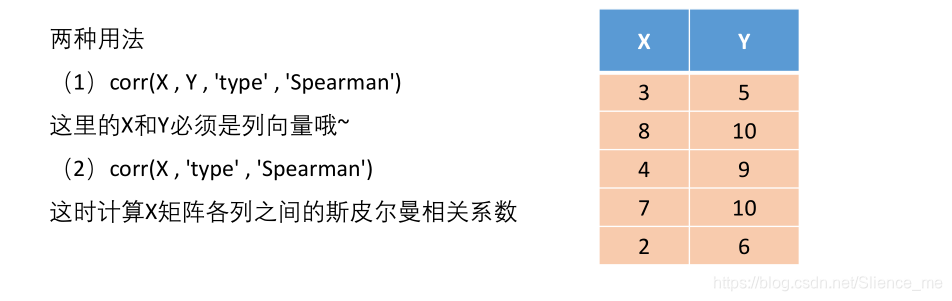 两种用法
（1）corr(X , Y , 'type' , 'Spearman')
这里的X和Y必须是列向量哦~
（2）corr(X , 'type' , 'Spearman')
这时计算X矩阵各列之间的斯皮尔曼相关系数
X Y
3 5
8 10
4 9
7 10
2 6
https://blog.csdn.net/Slience_me